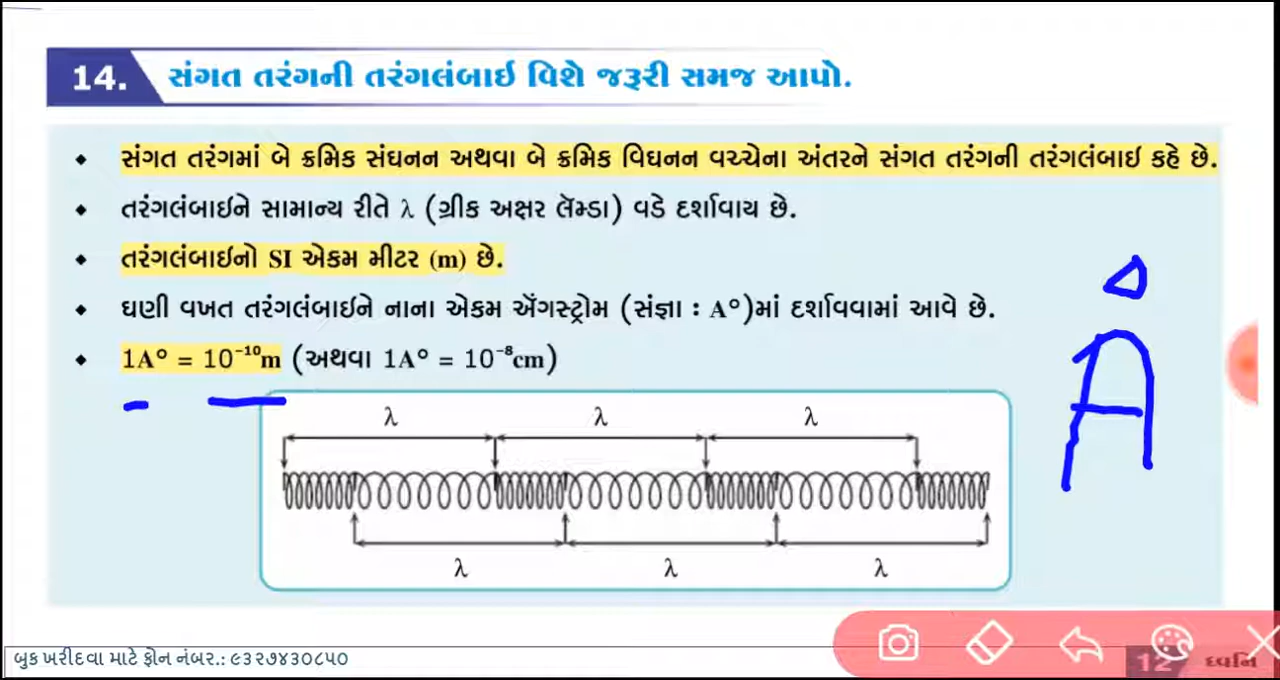 14. સંગત તરંગની તરંગલંબાઈ વિશે જરૂરી સમજ આપો.
• સંગત તરંગમાં બે ક્રમિક સંઘનન અથવા બે ક્રમિક વિઘનન વચ્ચેના અંતરને સંગત તરંગની તરંગલંબાઈ કહે છે.
• તરંગલંબાઈને સામાન્ય રીતે λ (ગ્રીક અક્ષર લૅમ્ડા) વડે દર્શાવાય છે.
• તરંગલંબાઈનો SI એકમ મીટર (m) છે.
• ઘણી વખત તરંગલંબાઈને નાના એકમ ઍંગસ્ટ્રોમ (સંજ્ઞા : A°)માં દર્શાવવામાં આવે છે.
• 1A° = 10⁻¹⁰m (અથવા 1A° = 10⁻⁸cm)
Å
λ λ λ
λ λ λ
બુક ખરીદવા માટે ફોન નંબર.: ૯૩૨૭૪૩૦૮૫૦
12 ધ્વનિ